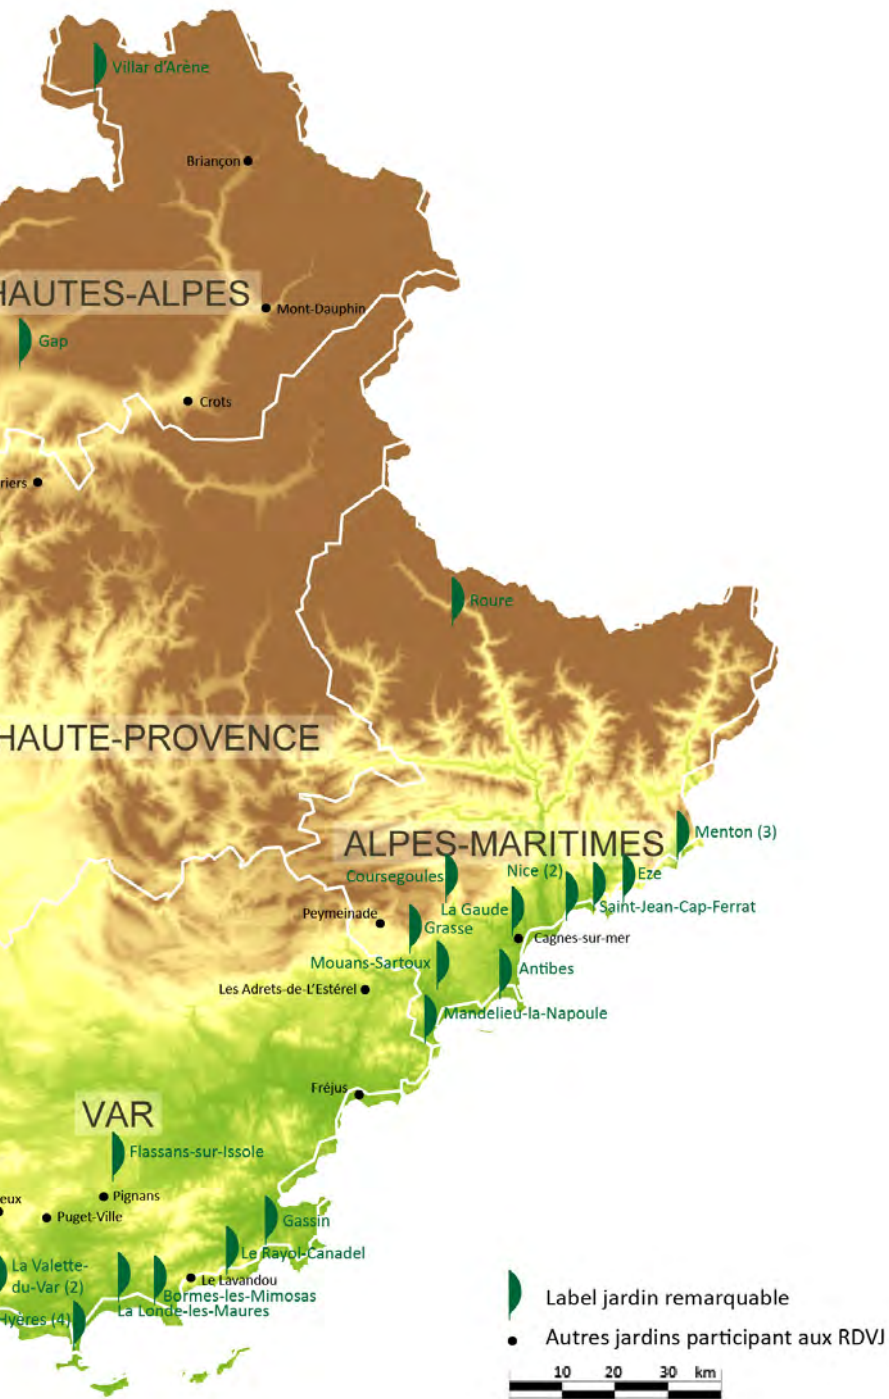 Villar d'Arène
Briançon
HAUTES-ALPES
Mont-Dauphin
Gap
Crots
riers
Roure
HAUTE-PROVENCE
Menton (3)
ALPES-MARITIMES
Nice (2)
Eze
Coursegoules
La Gaude
Saint-Jean-Cap-Ferrat
Peymeinade
Grasse
Cagnes-sur-mer
Mouans-Sartoux
Antibes
Les Adrets-de-L'Estérel
Mandelieu-la-Napoule
Fréjus
VAR
Flassans-sur-Issole
eux
Pignans
Puget-Ville
Gassin
Le Rayol-Canadel
La Valette-
du-Var (2)
Le Lavandou
Bormes-les-Mimosas
La Londe-les-Maures
Hyères (4)
Label jardin remarquable
Autres jardins participant aux RDVJ
10 20 30 km